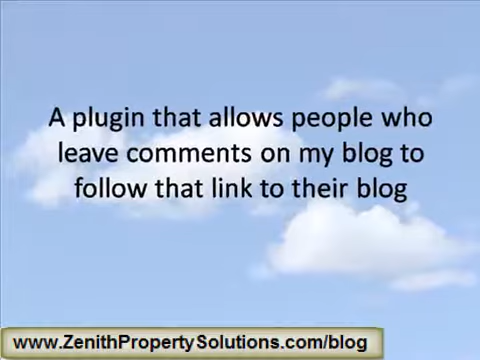 A plugin that allows people who
leave comments on my blog to
follow that link to their blog
www.ZenithPropertySolutions.com/blog